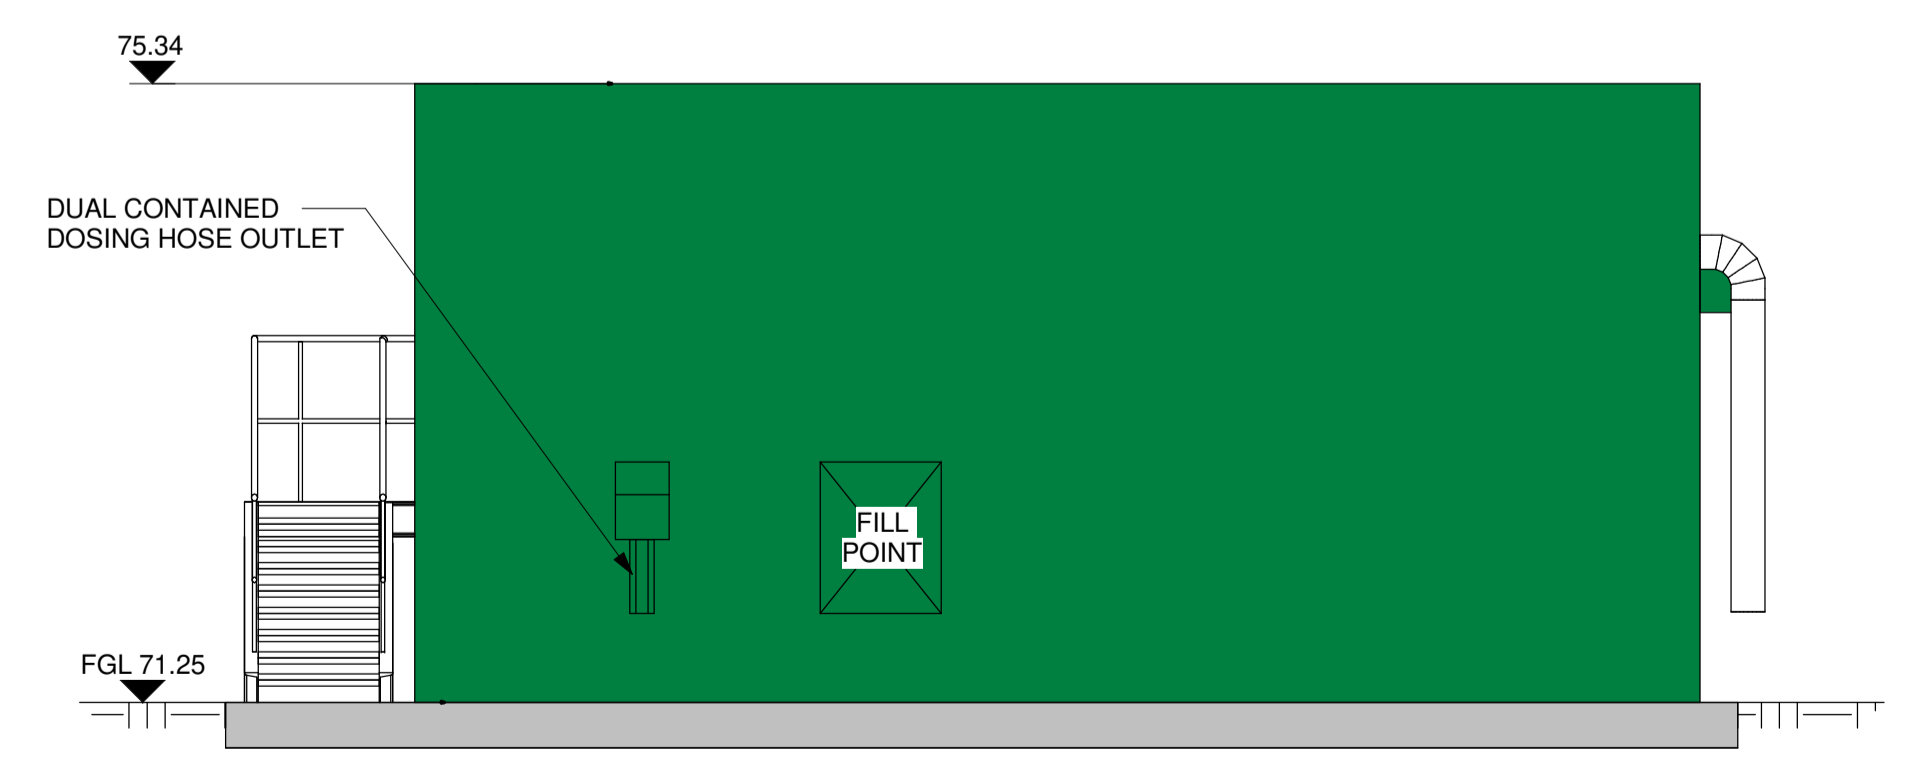 75.34
DUAL CONTAINED
DOSING HOSE OUTLET
FILL
POINT
FGL 71.25